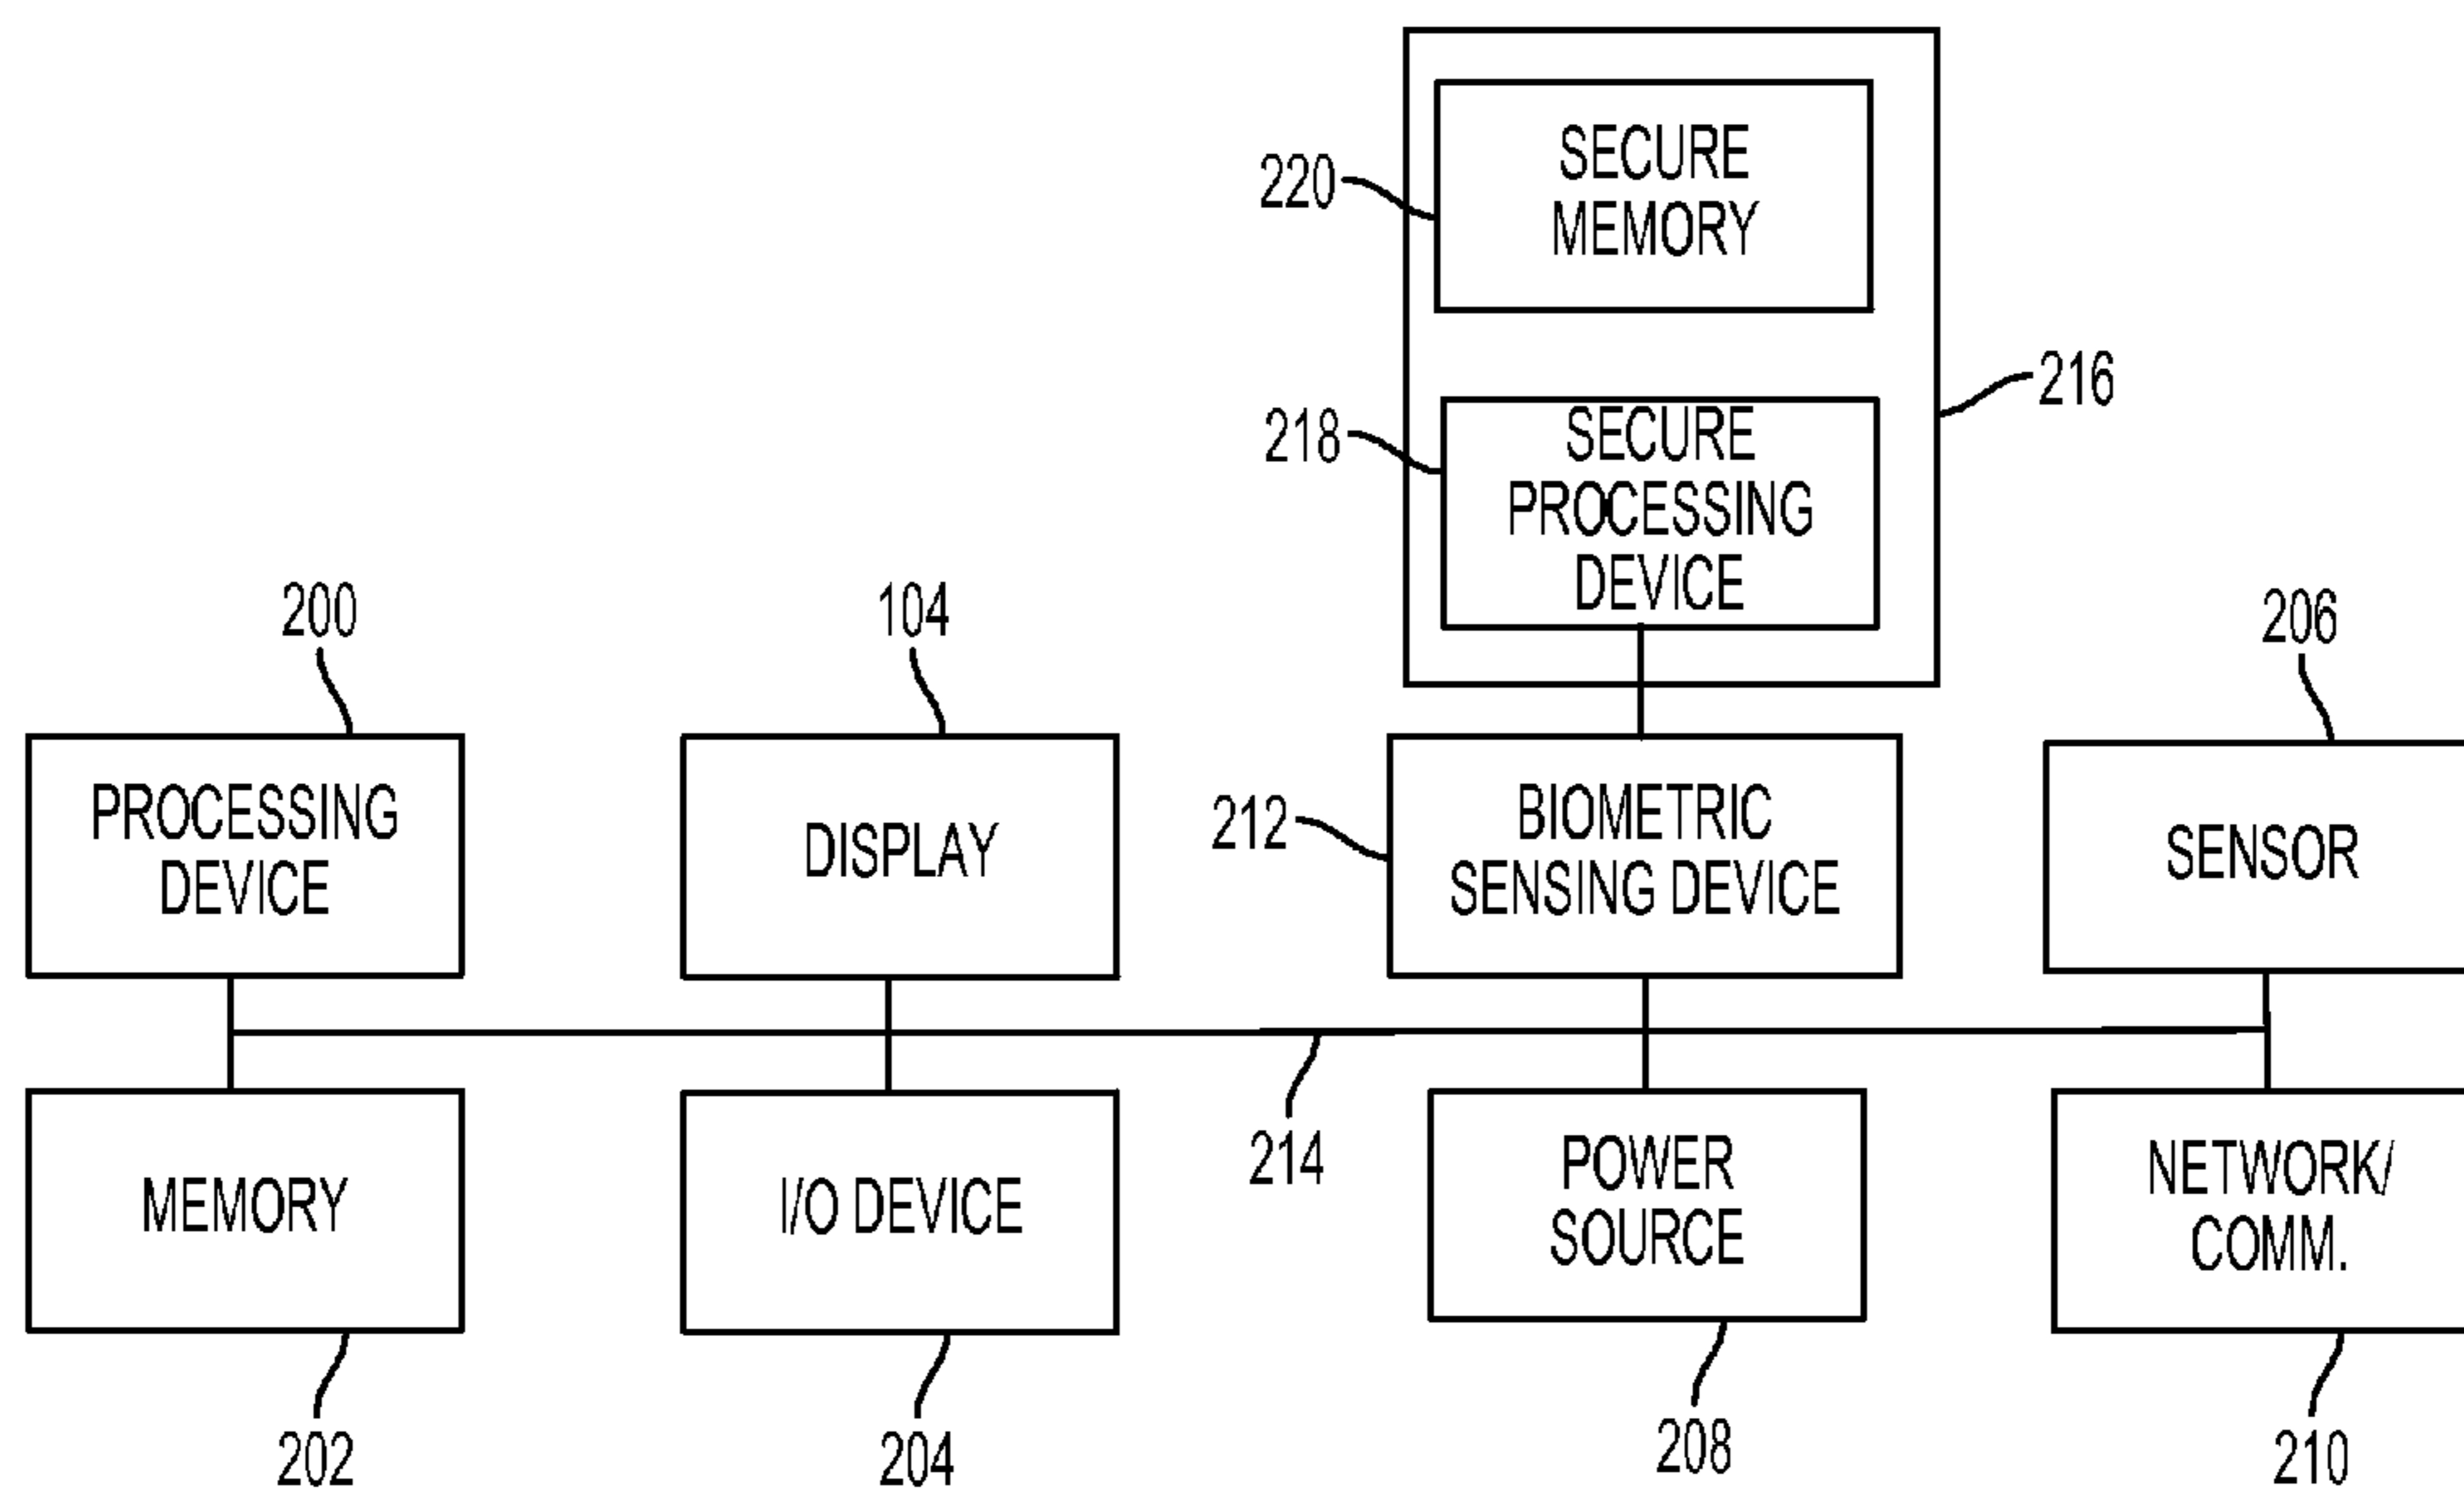 SECURE
MEMORY
220
216
218
SECURE
PROCESSING
DEVICE
200
104
206
PROCESSING
DEVICE
DISPLAY
212
BIOMETRIC
SENSING DEVICE
SENSOR
214
MEMORY
I/O DEVICE
POWER
SOURCE
NETWORK/
COMM.
202
204
208
210